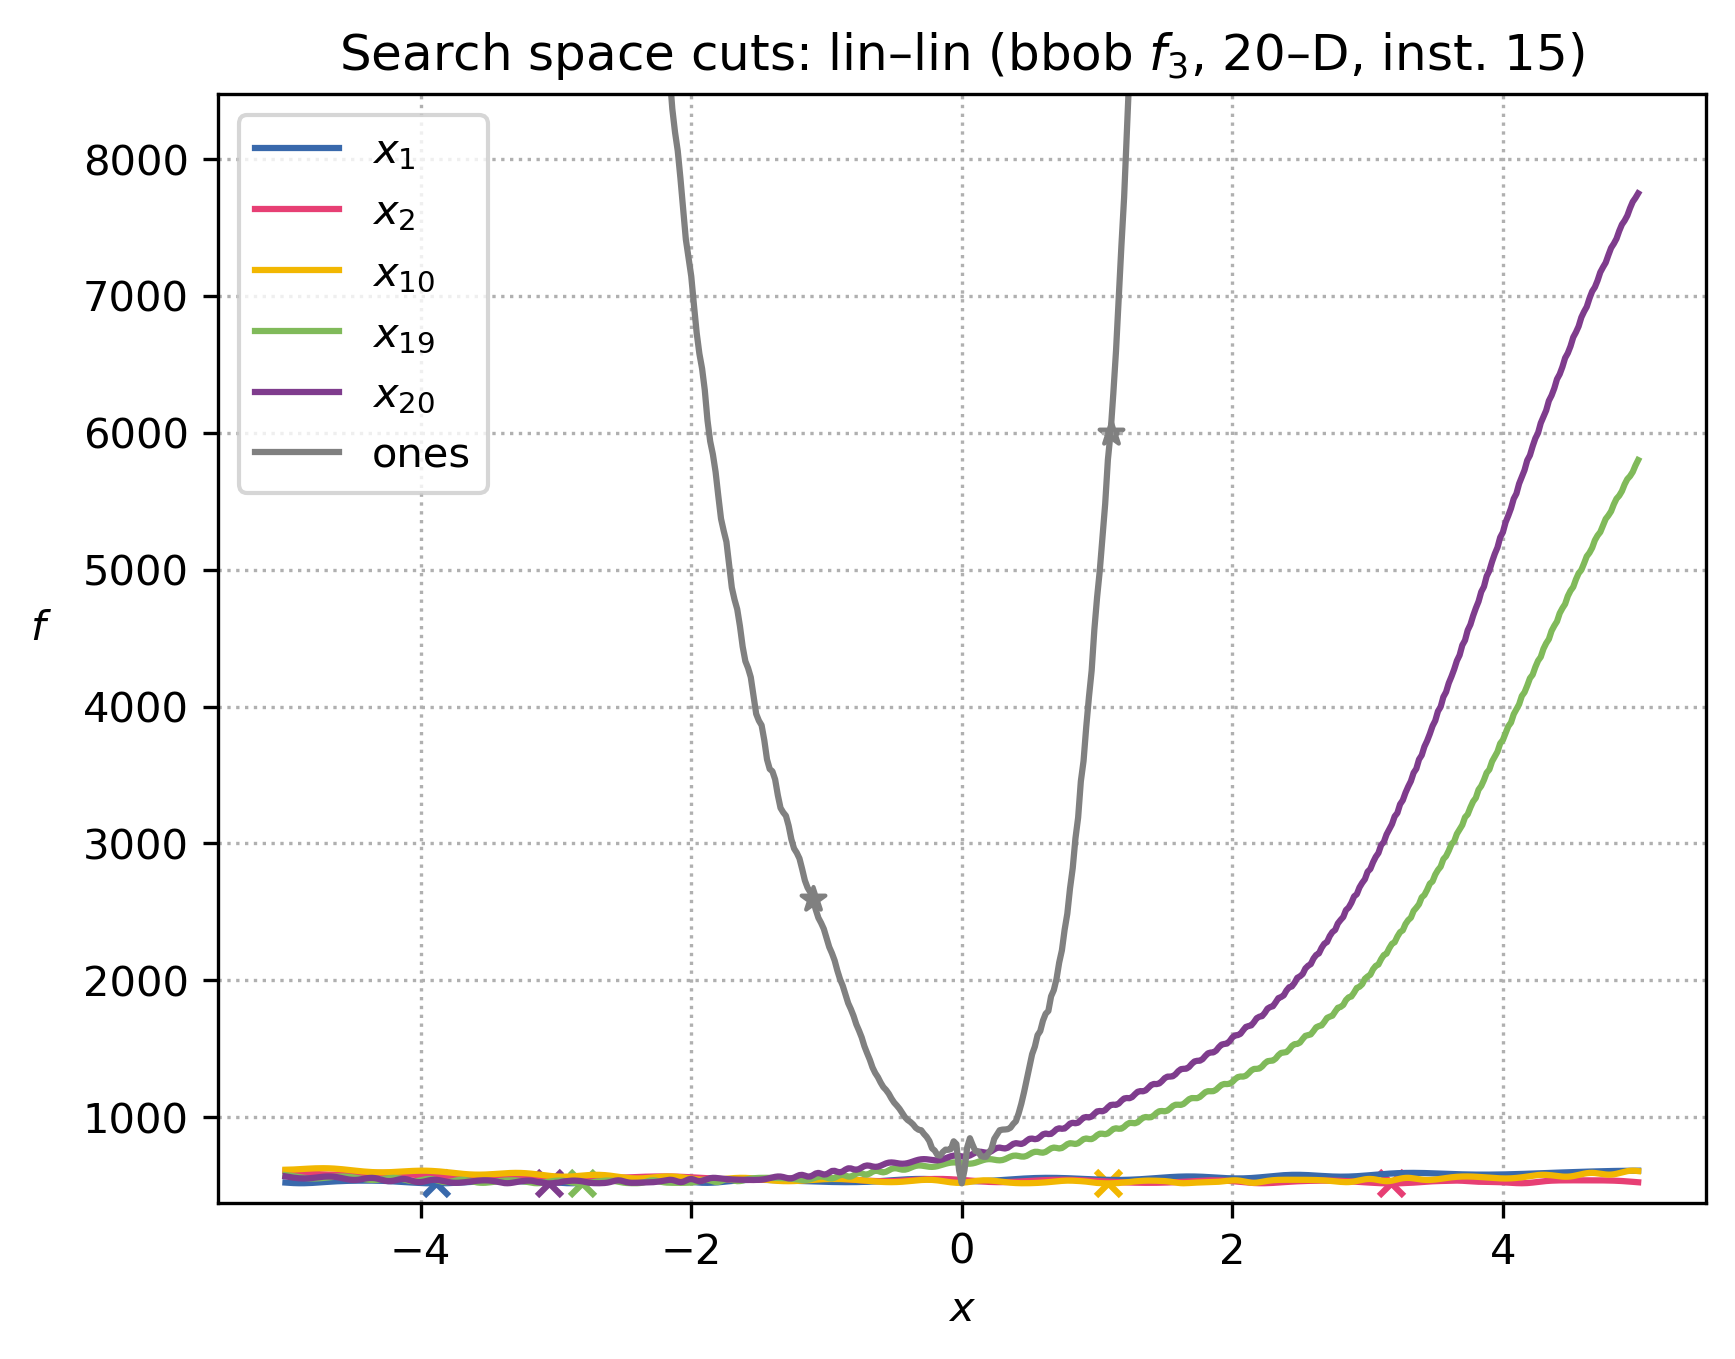 Search space cuts: lin–lin (bbob f₃, 20–D, inst. 15)
x₁
x₂
x₁₀
x₁₉
x₂₀
ones
8000
7000
6000
5000
4000
3000
2000
1000
f
−4 −2 0 2 4
x